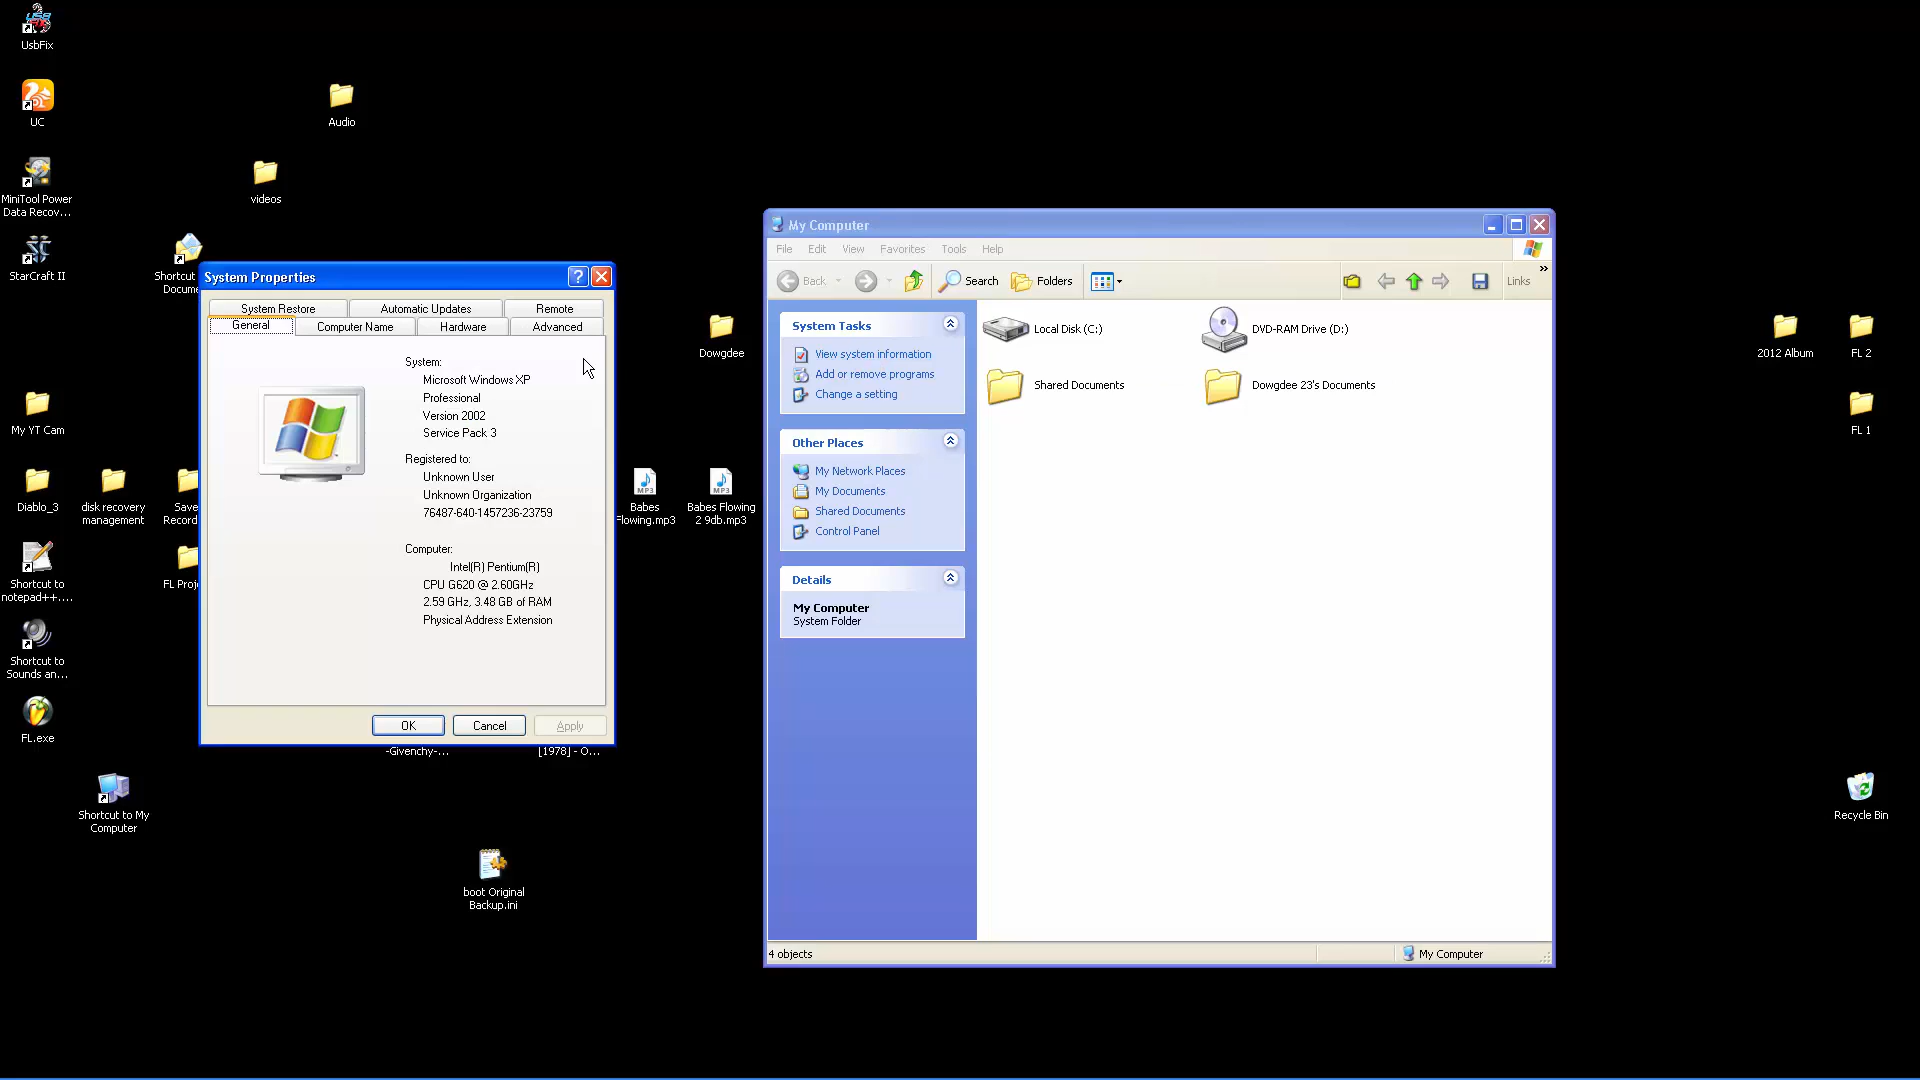 UsbFix
UC
MiniTool Power
Data Recov...
StarCraft II
My YT Cam
Diablo_3
Shortcut to
notepad++....
Shortcut to
Sounds an...
FL.exe
Shortcut to My
Computer
disk recovery
management
Audio
videos
Shortcut
Docume
Save
Record
FL Proj
System Properties
System Restore
Automatic Updates
Remote
General
Computer Name
Hardware
Advanced
System:
Microsoft Windows XP
Professional
Version 2002
Service Pack 3
Registered to:
Unknown User
Unknown Organization
76487-640-1457236-23759
Computer:
Intel(R) Pentium(R)
CPU G620 @ 2.60GHz
2.59 GHz, 3.48 GB of RAM
Physical Address Extension
OK
Cancel
Apply
-Givenchy-...
[1978] - O...
boot Original
Backup.ini
Dowgdee
MP3
Babes
Flowing.mp3
MP3
Babes Flowing
2 9db.mp3
My Computer
File Edit View Favorites Tools Help
Back
Search
Folders
Links
System Tasks
View system information
Add or remove programs
Change a setting
Other Places
My Network Places
My Documents
Shared Documents
Control Panel
Details
My Computer
System Folder
Local Disk (C:)
DVD-RAM Drive (D:)
Shared Documents
Dowgdee 23's Documents
4 objects
My Computer
2012 Album
FL 2
FL 1
Recycle Bin